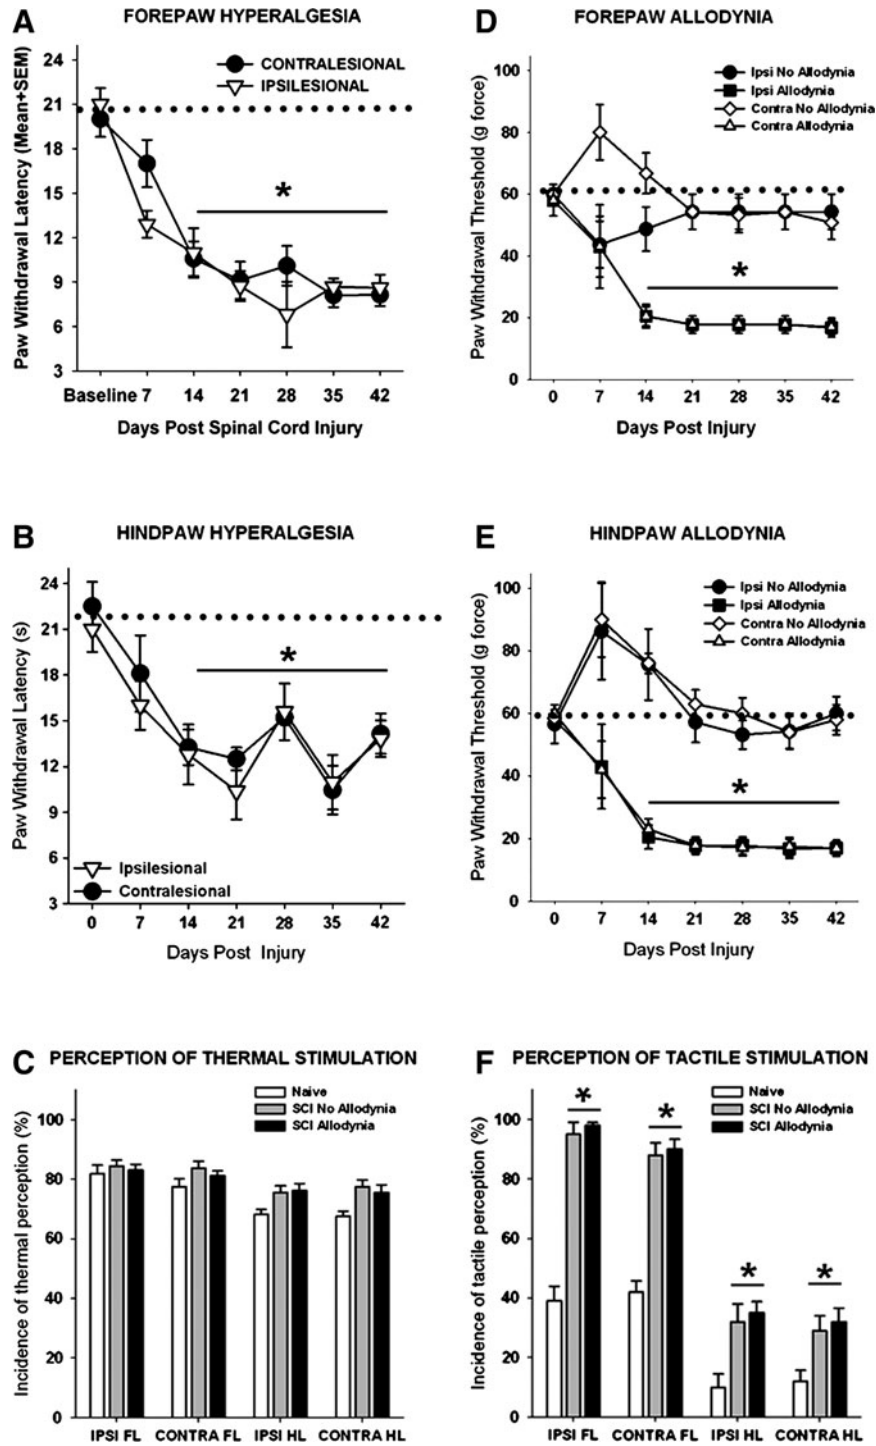 A FOREPAW HYPERALGESIA
Paw Withdrawal Latency (Mean+SEM)
24
21
18
15
12
9
6
3
CONTRALESIONAL
IPSILESIONAL
*
Baseline 7 14 21 28 35 42
Days Post Spinal Cord Injury
D FOREPAW ALLODYNIA
Paw Withdrawal Threshold (g force)
100
80
60
40
20
0
Ipsi No Allodynia
Ipsi Allodynia
Contra No Allodynia
Contra Allodynia
*
0 7 14 21 28 35 42
Days Post Injury
B HINDPAW HYPERALGESIA
Paw Withdrawal Latency (s)
24
21
18
15
12
9
6
3
*
Ipsilesional
Contralesional
0 7 14 21 28 35 42
Days Post Injury
E HINDPAW ALLODYNIA
Paw Withdrawal Threshold (g force)
100
80
60
40
20
0
Ipsi No Allodynia
Ipsi Allodynia
Contra No Allodynia
Contra Allodynia
*
0 7 14 21 28 35 42
Days Post Injury
C PERCEPTION OF THERMAL STIMULATION
Incidence of thermal perception (%)
100
80
60
40
20
0
Naive
SCI No Allodynia
SCI Allodynia
IPSI FL CONTRA FL IPSI HL CONTRA HL
F PERCEPTION OF TACTILE STIMULATION
Incidence of tactile perception (%)
100
80
60
40
20
0
Naive
SCI No Allodynia
SCI Allodynia
* * * *
IPSI FL CONTRA FL IPSI HL CONTRA HL